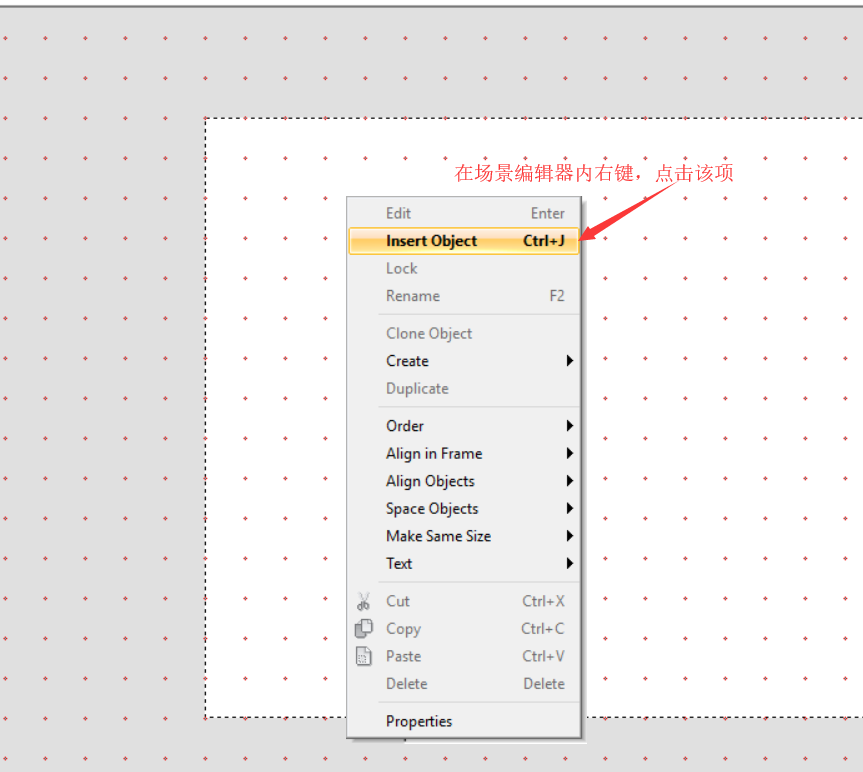 在场景编辑器内右键，点击该项
Edit Enter
Insert Object Ctrl+J
Lock
Rename F2
Clone Object
Create
Duplicate
Order
Align in Frame
Align Objects
Space Objects
Make Same Size
Text
Cut Ctrl+X
Copy Ctrl+C
Paste Ctrl+V
Delete Delete
Properties